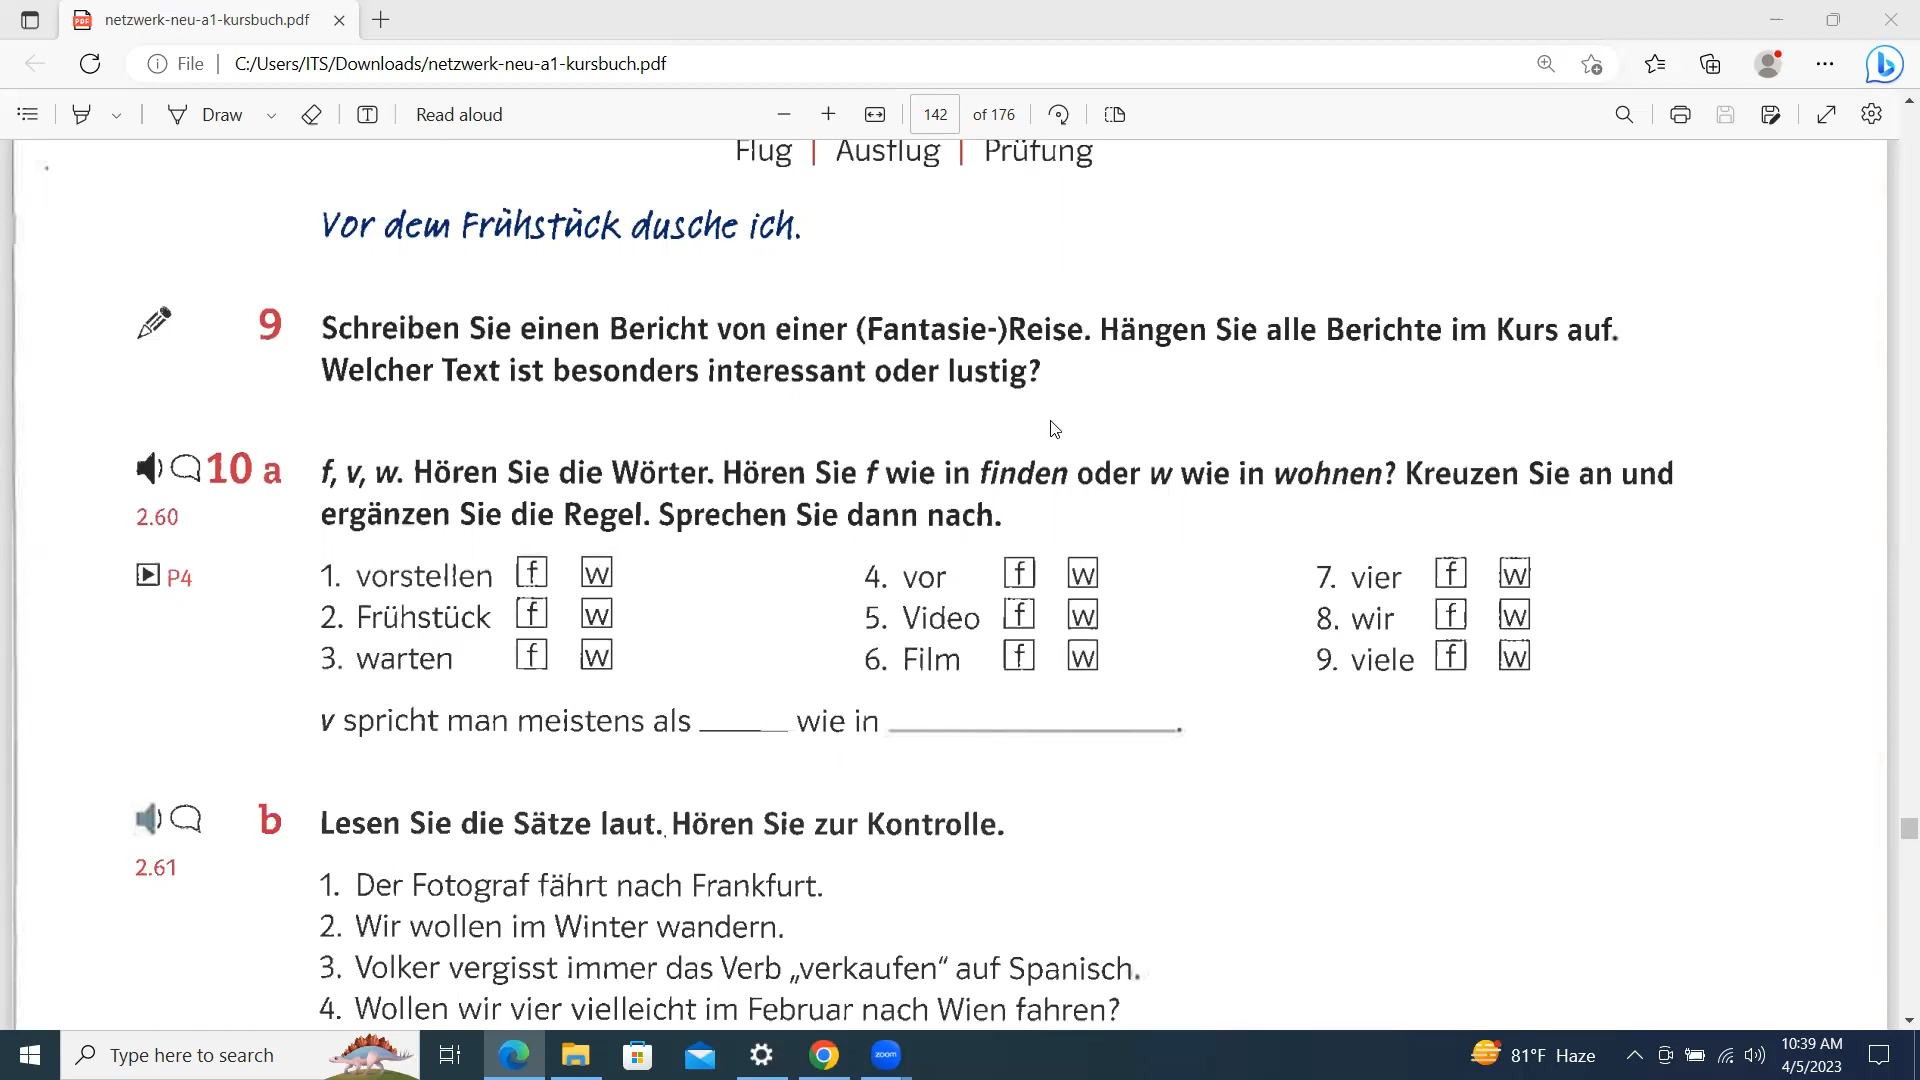 netzwerk-neu-a1-kursbuch.pdf
File | C:/Users/ITS/Downloads/netzwerk-neu-a1-kursbuch.pdf
Draw Read aloud 142 of 176
Flug | Ausflug | Prüfung
Vor dem Frühstück dusche ich.
9 Schreiben Sie einen Bericht von einer (Fantasie-)Reise. Hängen Sie alle Berichte im Kurs auf.
Welcher Text ist besonders interessant oder lustig?
10 a f, v, w. Hören Sie die Wörter. Hören Sie f wie in finden oder w wie in wohnen? Kreuzen Sie an und
2.60 ergänzen Sie die Regel. Sprechen Sie dann nach.
P4 1. vorstellen f w 4. vor f w 7. vier f w
2. Frühstück f w 5. Video f w 8. wir f w
3. warten f w 6. Film f w 9. viele f w
v spricht man meistens als ______ wie in ____________________.
b Lesen Sie die Sätze laut. Hören Sie zur Kontrolle.
2.61
1. Der Fotograf fährt nach Frankfurt.
2. Wir wollen im Winter wandern.
3. Volker vergisst immer das Verb „verkaufen“ auf Spanisch.
4. Wollen wir vier vielleicht im Februar nach Wien fahren?
Type here to search zoom 81°F Haze 10:39 AM
4/5/2023